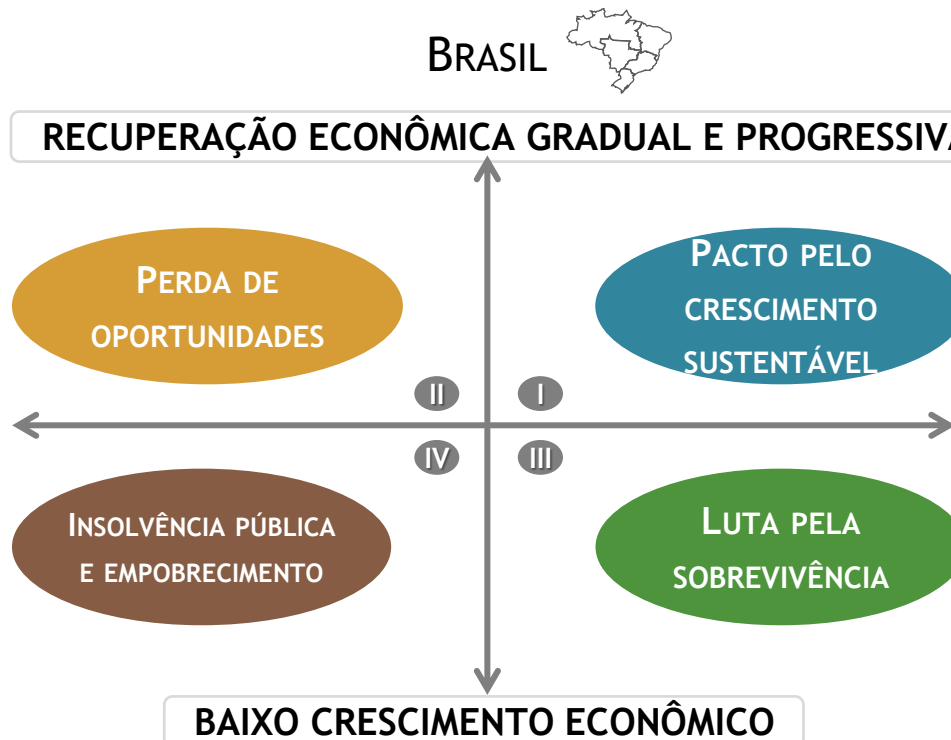 BRASIL
RECUPERAÇÃO ECONÔMICA GRADUAL E PROGRESSIVA
PERDA DE
OPORTUNIDADES
PACTO PELO
CRESCIMENTO
SUSTENTÁVEL
II
I
IV
III
INSOLVÊNCIA PÚBLICA
E EMPOBRECIMENTO
LUTA PELA
SOBREVIVÊNCIA
BAIXO CRESCIMENTO ECONÔMICO